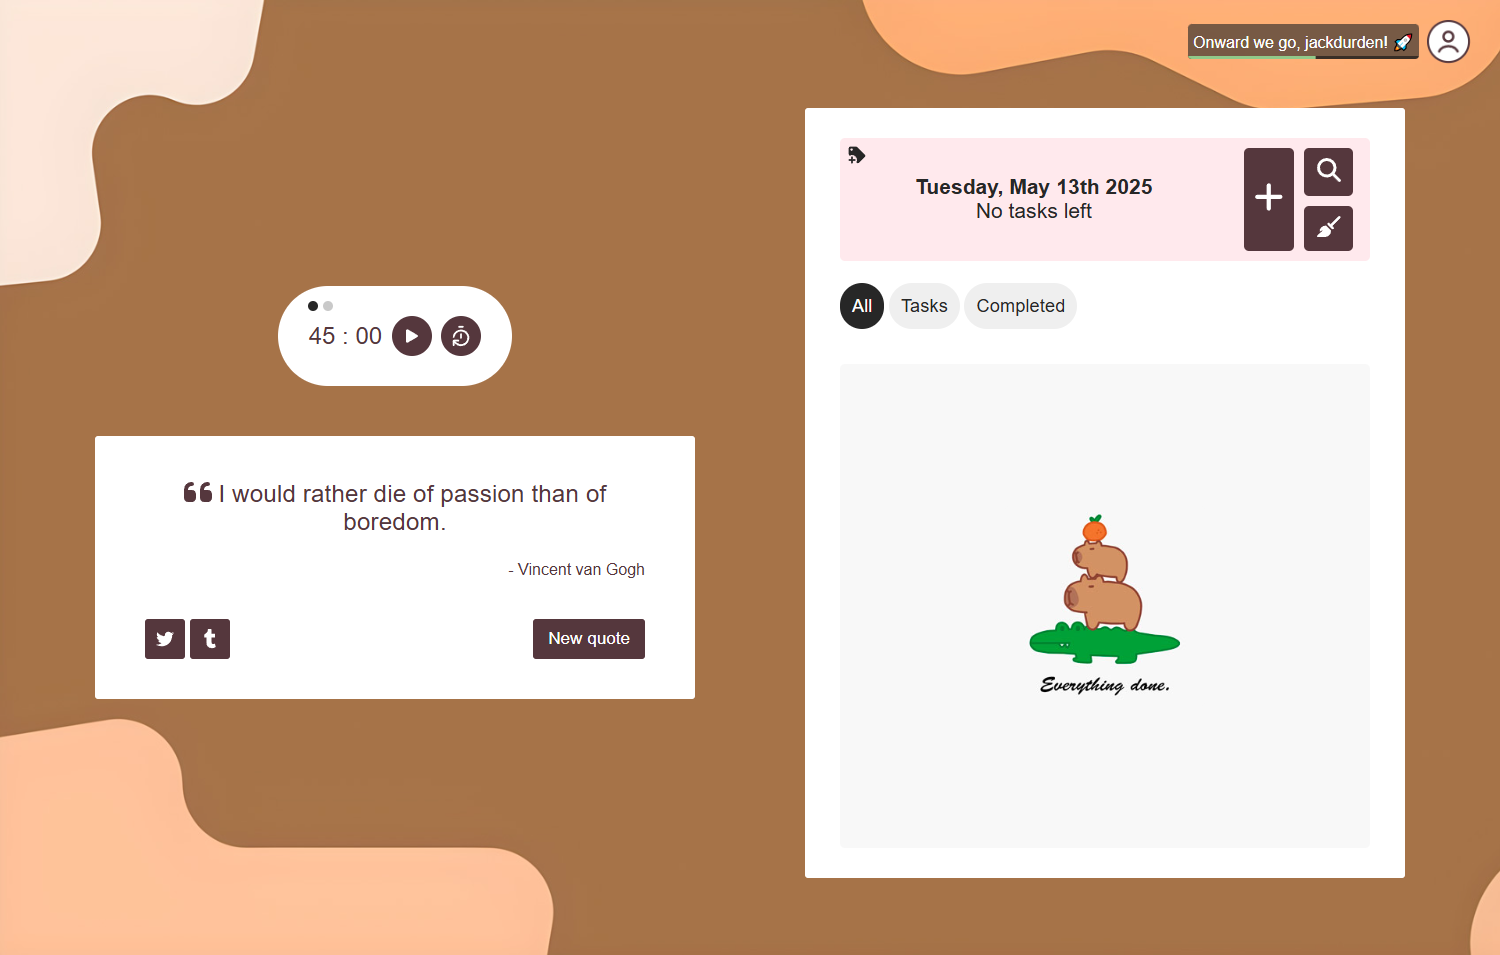 Onward we go, jackdurden! 🚀
Tuesday, May 13th 2025
No tasks left
All
Tasks
Completed
45 : 00
I would rather die of passion than of
boredom.
- Vincent van Gogh
New quote
Everything done.